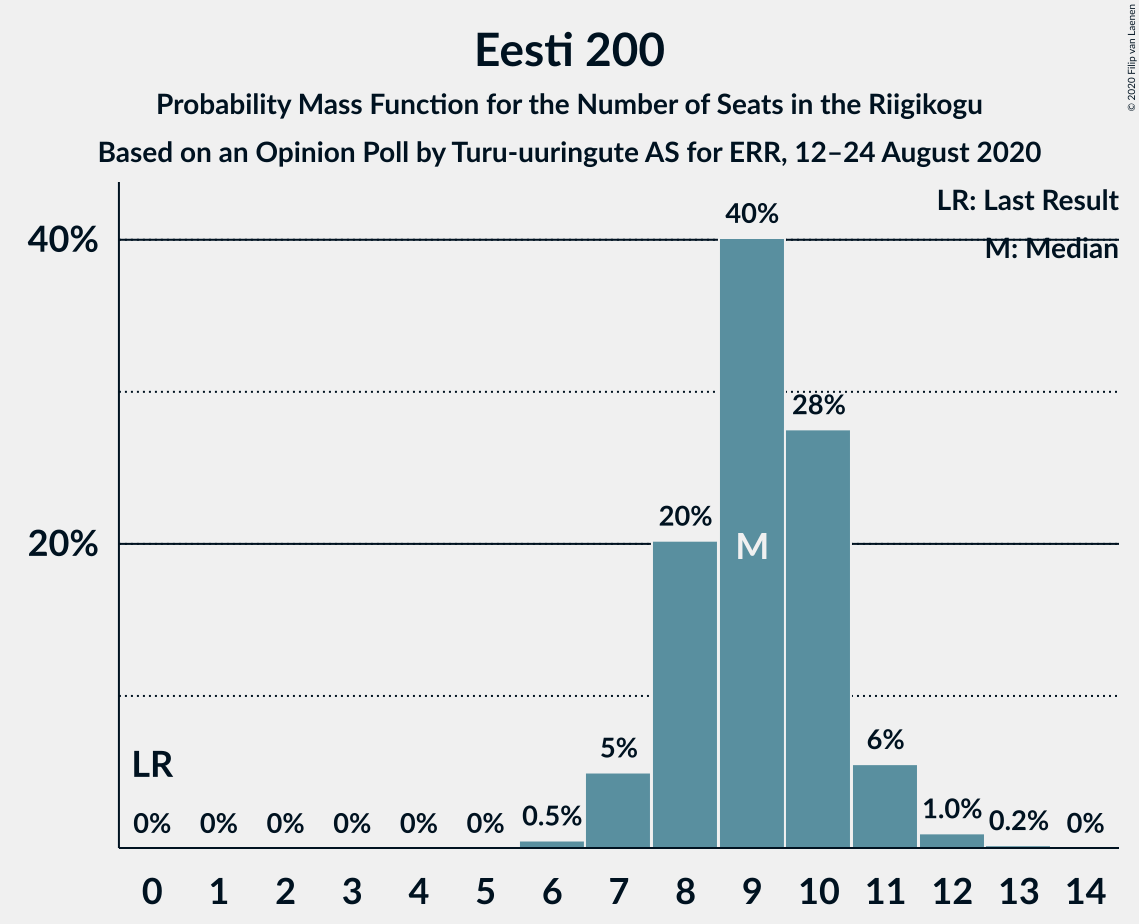 Eesti 200
Probability Mass Function for the Number of Seats in the Riigikogu
Based on an Opinion Poll by Turu-uuringute AS for ERR, 12–24 August 2020
© 2020 Filip van Laenen
LR: Last Result
M: Median
40%
20%
40%
28%
20%
M
6%
5%
LR
1.0%
0.5%
0.2%
0% 0% 0% 0% 0% 0% 0%
0 1 2 3 4 5 6 7 8 9 10 11 12 13 14